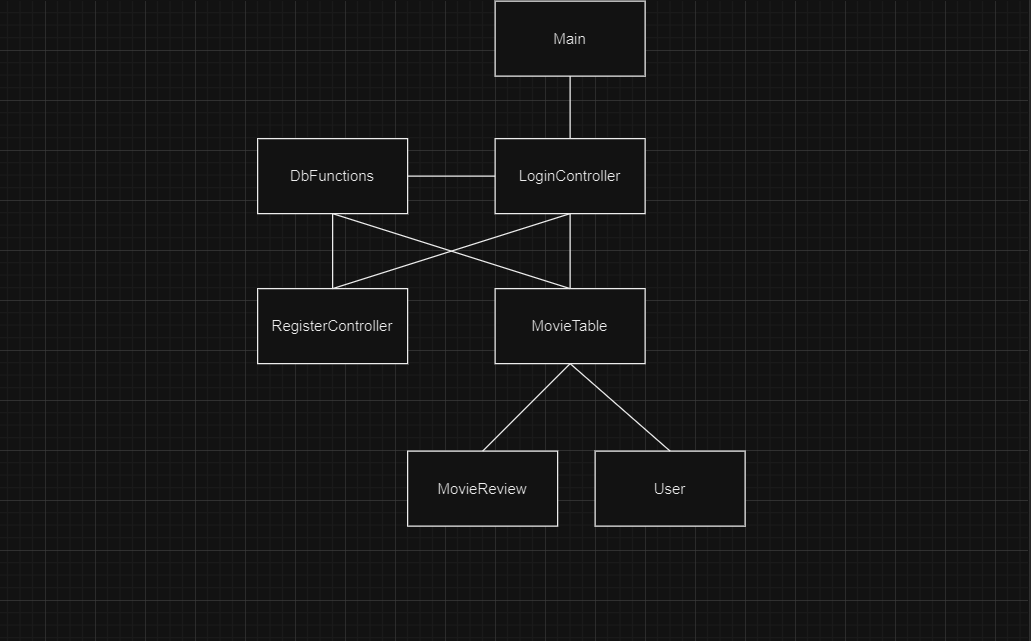 Main
DbFunctions
LoginController
RegisterController
MovieTable
MovieReview
User